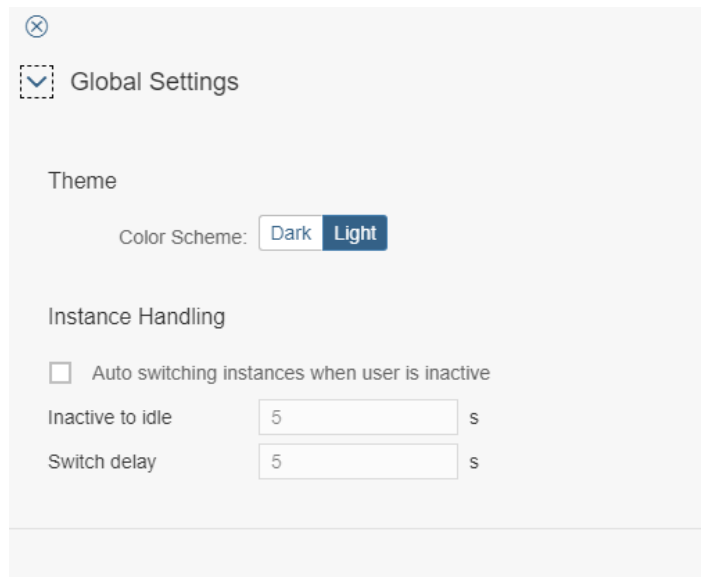 Global Settings
Theme
Color Scheme: Dark Light
Instance Handling
Auto switching instances when user is inactive
Inactive to idle 5 s
Switch delay 5 s